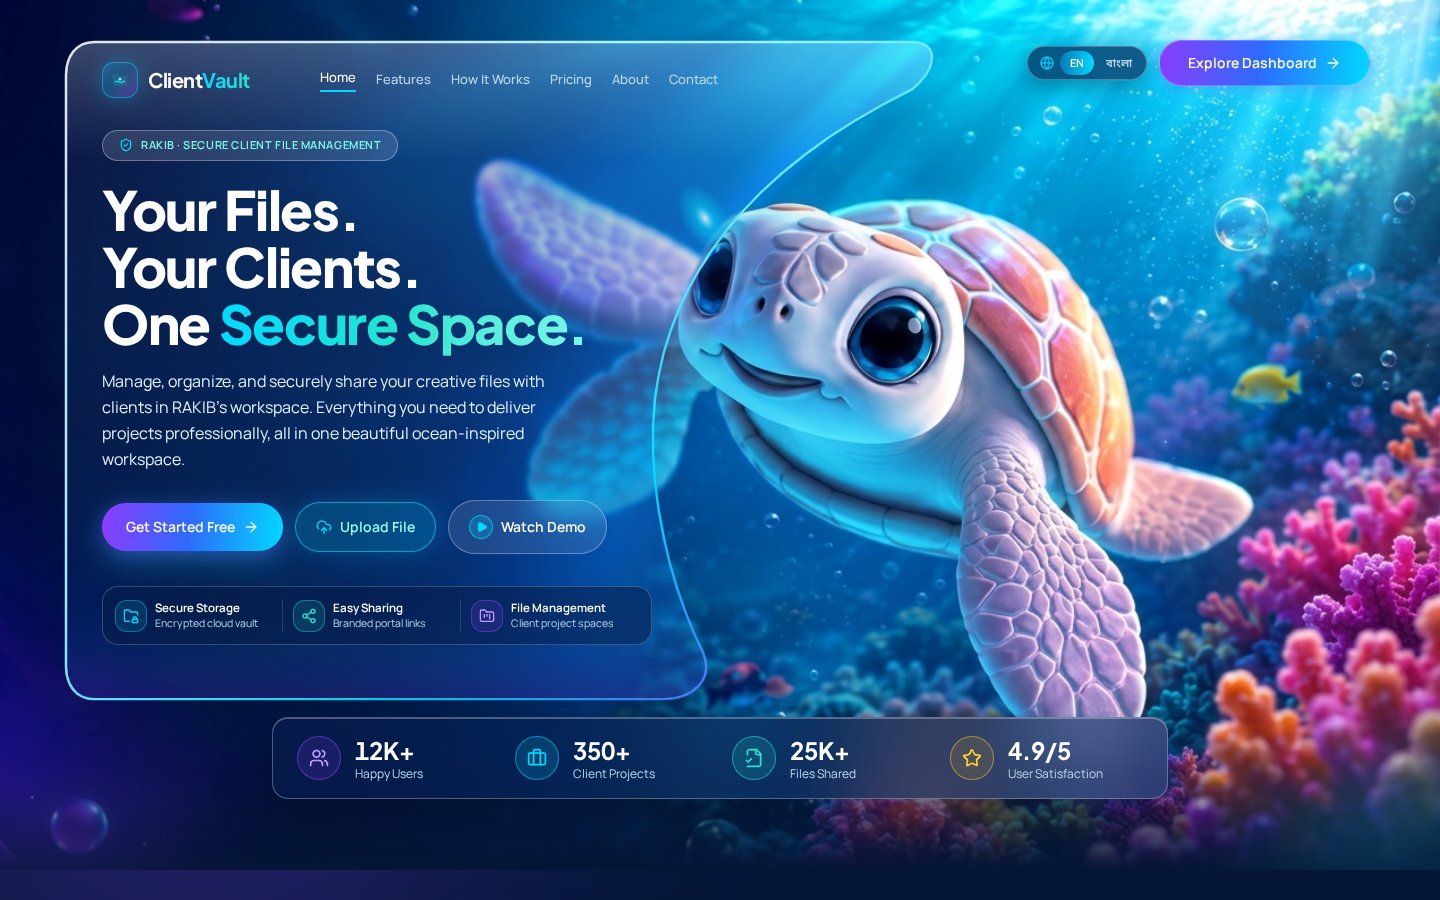 ClientVault
Home
Features
How It Works
Pricing
About
Contact
EN
বাংলা
Explore Dashboard
RAKIB · SECURE CLIENT FILE MANAGEMENT
Your Files.
Your Clients.
One Secure Space.
Manage, organize, and securely share your creative files with
clients in RAKIB's workspace. Everything you need to deliver
projects professionally, all in one beautiful ocean-inspired
workspace.
Get Started Free
Upload File
Watch Demo
Secure Storage
Encrypted cloud vault
Easy Sharing
Branded portal links
File Management
Client project spaces
12K+
Happy Users
350+
Client Projects
25K+
Files Shared
4.9/5
User Satisfaction